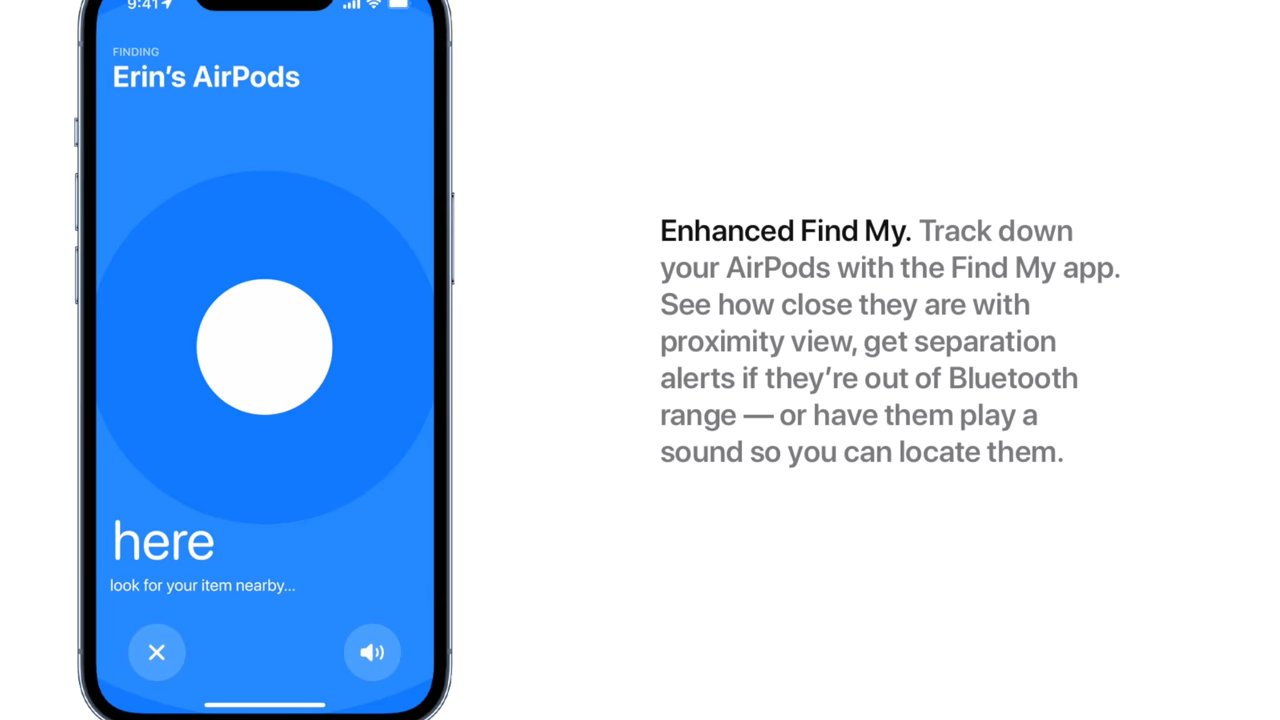 9:41
FINDING
Erin’s AirPods
here
look for your item nearby...
Enhanced Find My. Track down
your AirPods with the Find My app.
See how close they are with
proximity view, get separation
alerts if they’re out of Bluetooth
range — or have them play a
sound so you can locate them.